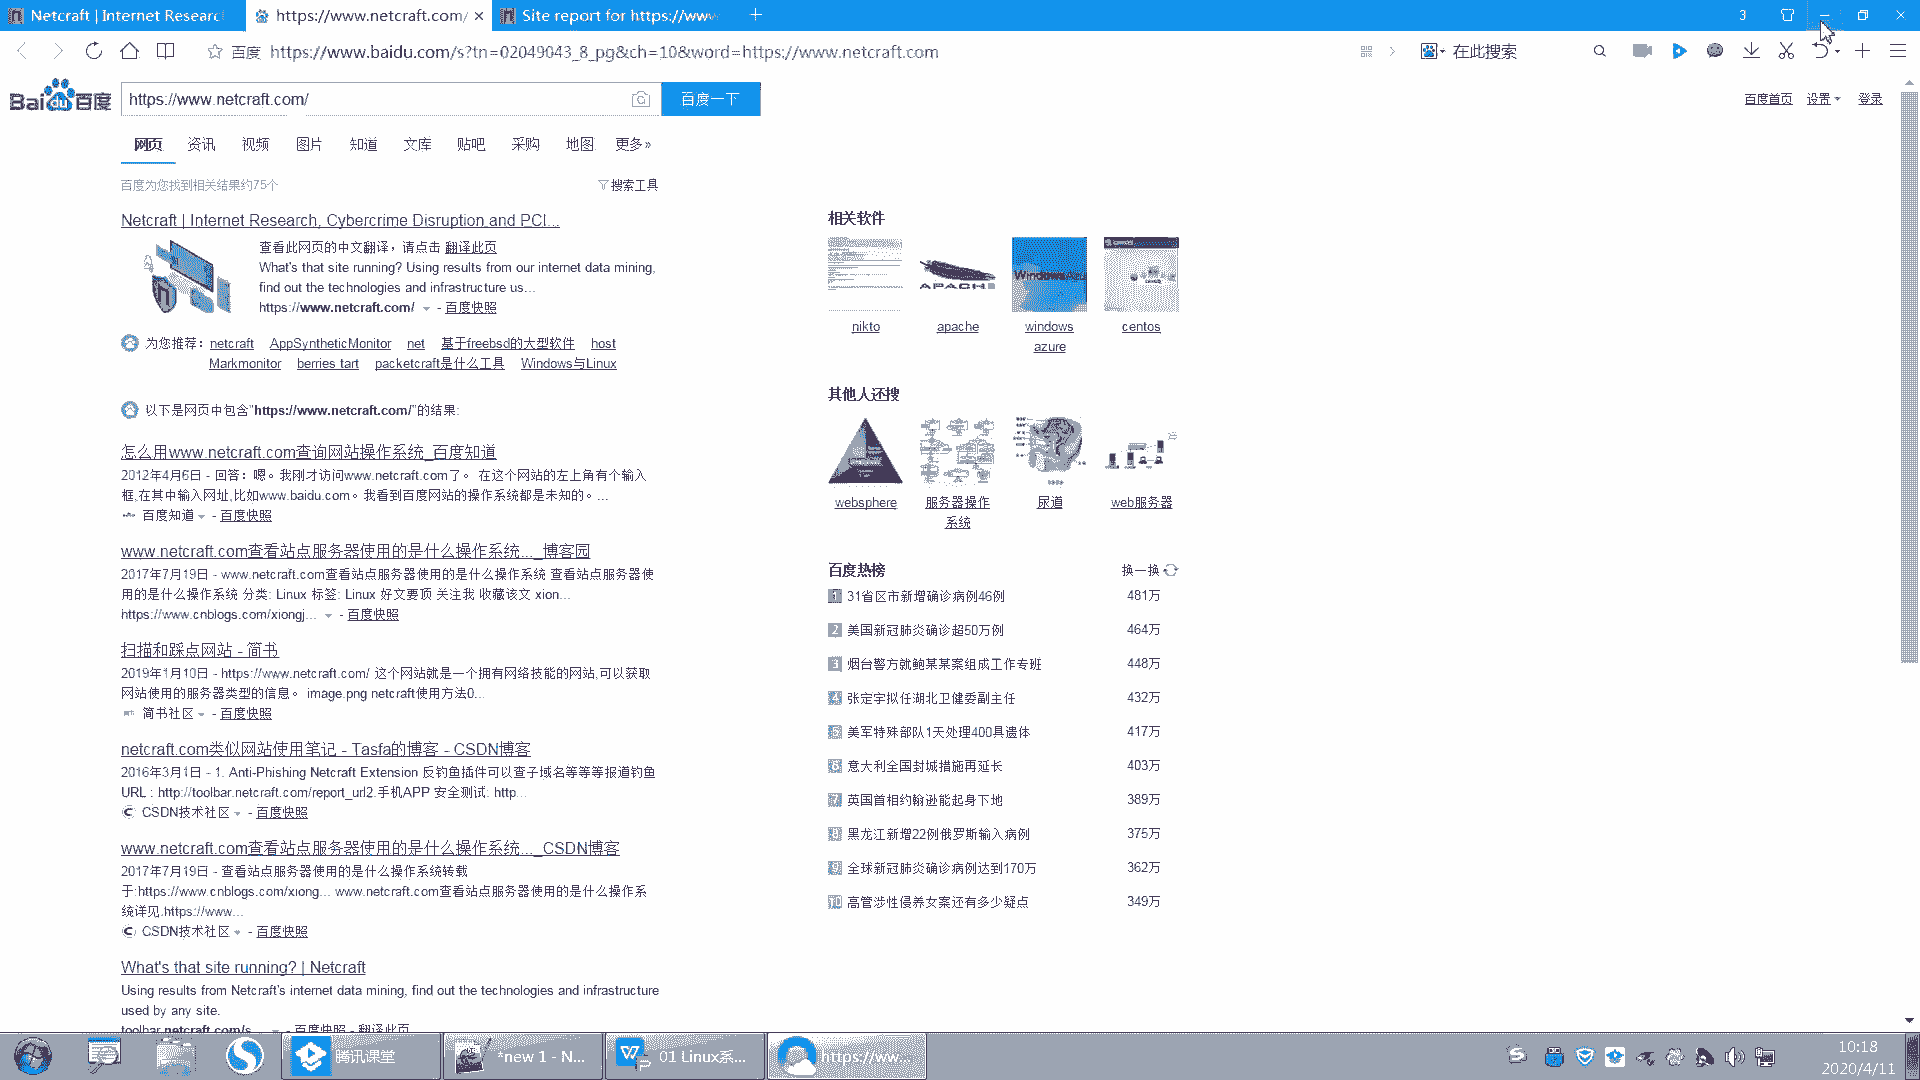 Netcraft | Internet Researc
https://www.netcraft.com/
Site report for https://www
3
百度
https://www.baidu.com/s?tn=02049043_8_pg&ch=10&word=https://www.netcraft.com
在此搜索
Bai du 百度
https://www.netcraft.com/
百度一下
百度首页 设置 登录
网页 资讯 视频 图片 知道 文库 贴吧 采购 地图 更多»
百度为您找到相关结果约75个
搜索工具
Netcraft | Internet Research, Cybercrime Disruption and PCI...
查看此网页的中文翻译，请点击 翻译此页
What's that site running? Using results from our internet data mining,
find out the technologies and infrastructure us...
https://www.netcraft.com/ - 百度快照
为您推荐： netcraft AppSyntheticMonitor net 基于freebsd的大型软件 host
Markmonitor berries tart packetcraft是什么工具 Windows与Linux
以下是网页中包含"https://www.netcraft.com/"的结果:
怎么用www.netcraft.com查询网站操作系统_百度知道
2012年4月6日 - 回答：嗯。我刚才访问www.netcraft.com了。 在这个网站的左上角有个输入
框,在其中输入网址,比如www.baidu.com。我看到百度网站的操作系统都是未知的。...
百度知道 - 百度快照
www.netcraft.com查看站点服务器使用的是什么操作系统..._博客园
2017年7月19日 - www.netcraft.com查看站点服务器使用的是什么操作系统 查看站点服务器使
用的是什么操作系统 分类: Linux 标签: Linux 好文要顶 关注我 收藏该文 xion...
https://www.cnblogs.com/xiongj... - 百度快照
扫描和踩点网站 - 简书
2019年1月10日 - https://www.netcraft.com/ 这个网站就是一个拥有网络技能的网站,可以获取
网站使用的服务器类型的信息。 image.png netcraft使用方法0...
简书社区 - 百度快照
netcraft.com类似网站使用笔记 - Tasfa的博客 - CSDN博客
2016年3月1日 - 1. Anti-Phishing Netcraft Extension 反钓鱼插件可以查子域名等等等报道钓鱼
URL : http://toolbar.netcraft.com/report_url2.手机APP 安全测试: http...
CSDN技术社区 - 百度快照
www.netcraft.com查看站点服务器使用的是什么操作系统..._CSDN博客
2017年7月19日 - 查看站点服务器使用的是什么操作系统转载
于:https://www.cnblogs.com/xiong... www.netcraft.com查看站点服务器使用的是什么操作系
统详见.https://www...
CSDN技术社区 - 百度快照
What's that site running? | Netcraft
Using results from Netcraft's internet data mining, find out the technologies and infrastructure
used by any site.
toolbar.netcraft.com/s... - 百度快照 - 翻译此页
相关软件
APACHE
WindowsAzu
nikto apache windows azure centos
其他人还搜
websphere 服务器操作系统 尿道 web服务器
百度热榜 换一换
1 31省区市新增确诊病例46例 481万
2 美国新冠肺炎确诊超50万例 464万
3 烟台警方就鲍某某案组成工作专班 448万
4 张定宇拟任湖北卫健委副主任 432万
5 美军特殊部队1天处理400具遗体 417万
6 意大利全国封城措施再延长 403万
7 英国首相约翰逊能起身下地 389万
8 黑龙江新增22例俄罗斯输入病例 375万
9 全球新冠肺炎确诊病例达到170万 362万
10 高管涉性侵养女案还有多少疑点 349万
腾讯课堂
*new 1 - N...
01 Linux系...
https://ww...
10:18
2020/4/11